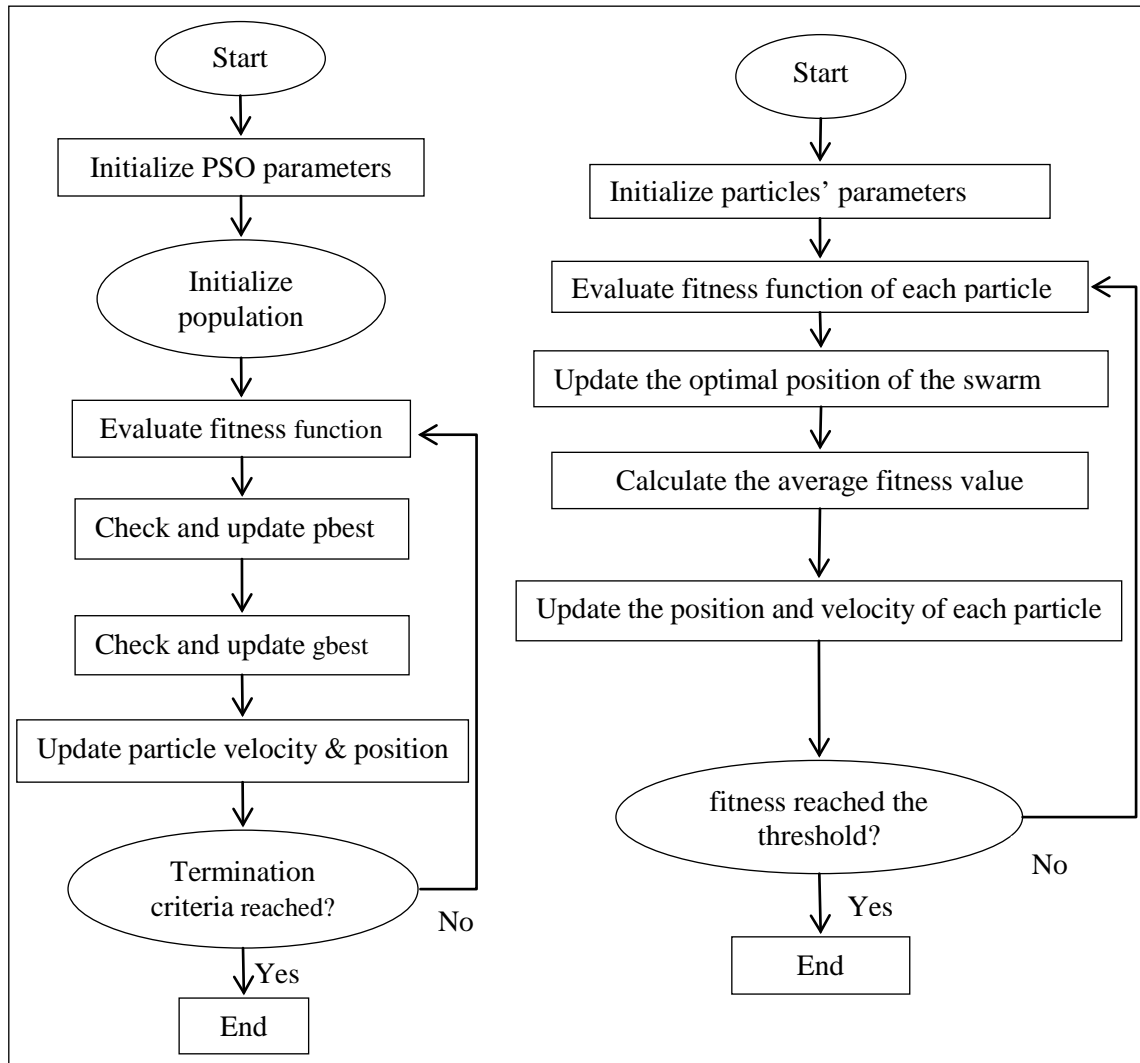 Start
Initialize PSO parameters
Initialize
population
Evaluate fitness function
Check and update pbest
Check and update gbest
Update particle velocity & position
Termination
criteria reached?
No
Yes
End
Start
Initialize particles’ parameters
Evaluate fitness function of each particle
Update the optimal position of the swarm
Calculate the average fitness value
Update the position and velocity of each particle
fitness reached the
threshold?
No
Yes
End